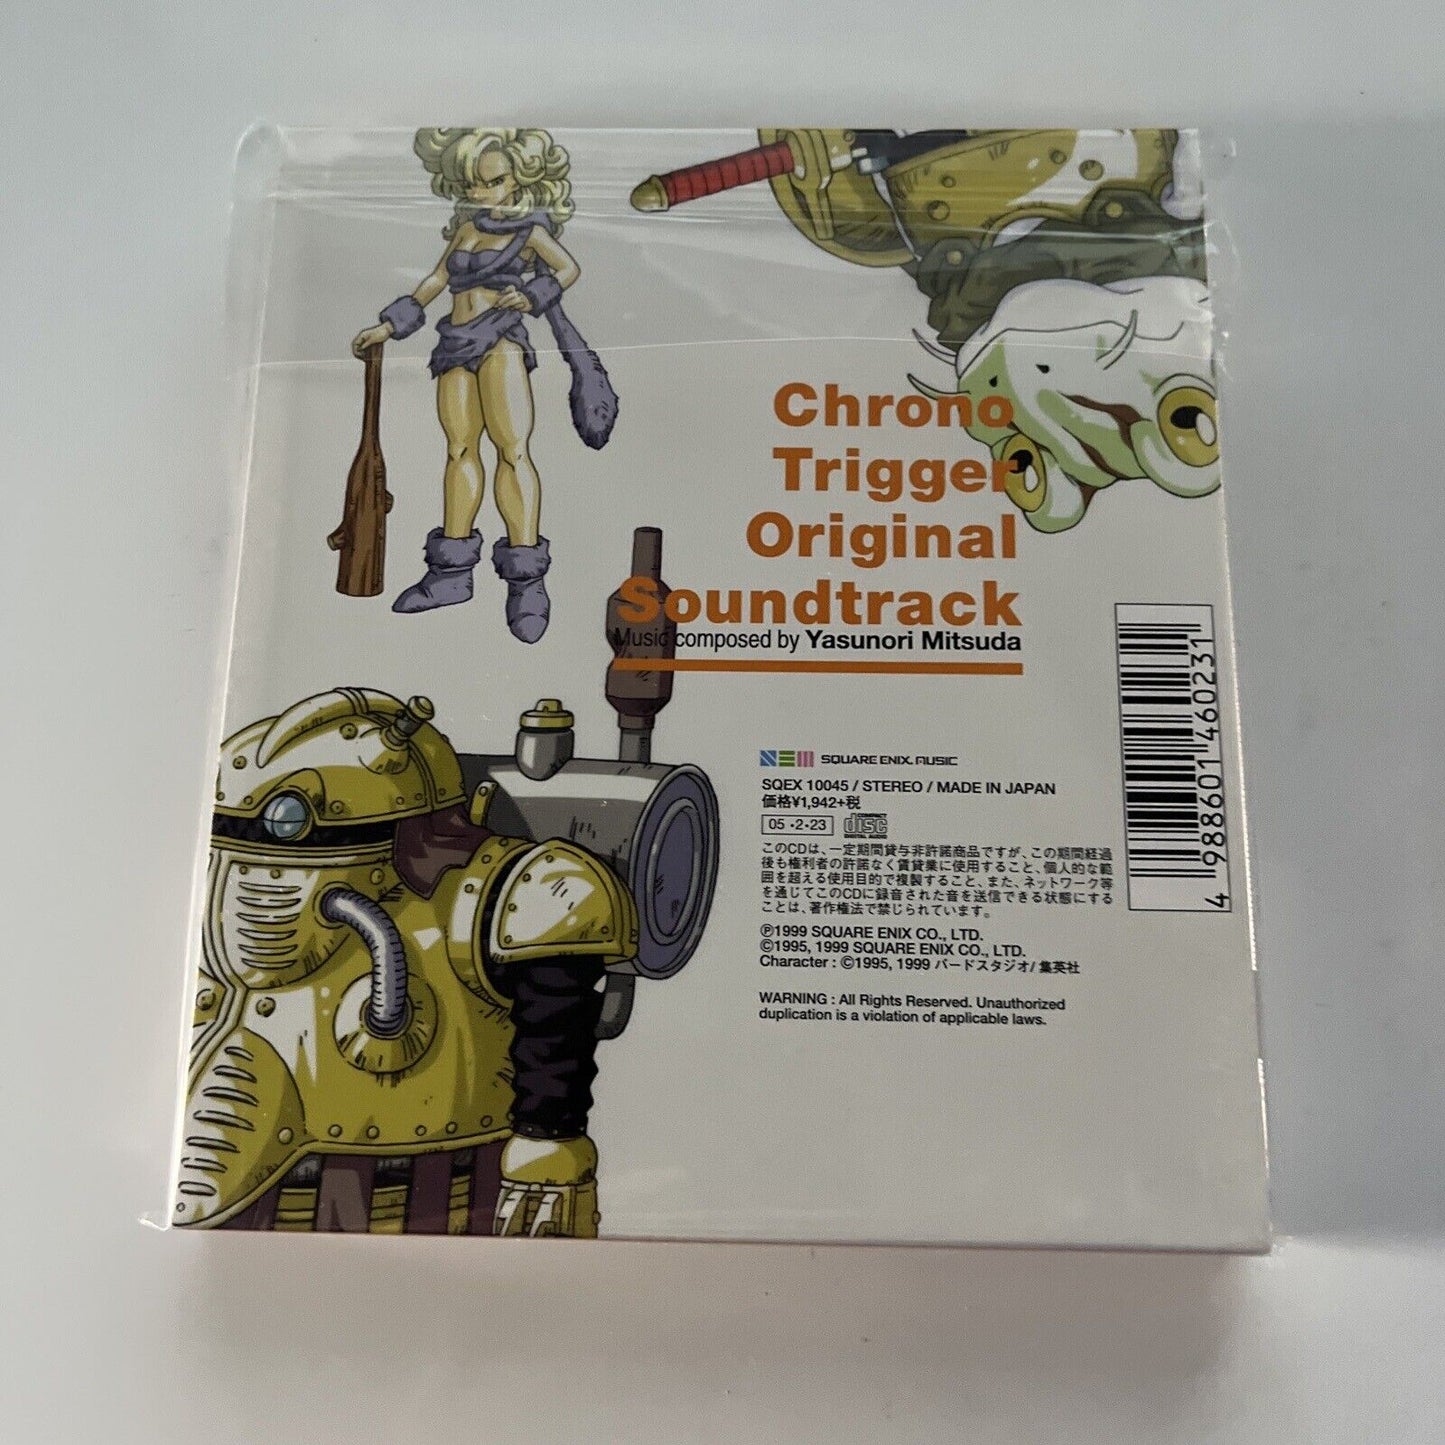 Chrono
Trigger
Original
Soundtrack
Music composed by Yasunori Mitsuda
SQUARE ENIX. MUSIC
SQEX 10045 / STEREO / MADE IN JAPAN
価格¥1,942+税
05・2・23 COMPACT disc DIGITAL AUDIO
このCDは、一定期間貸与非許諾商品ですが、この期間経過
後も権利者の許諾なく賃貸業に使用すること、個人的な範
囲を超える使用目的で複製すること、また、ネットワーク等
を通じてこのCDに録音された音を送信できる状態にする
ことは、著作権法で禁じられています。
℗1999 SQUARE ENIX CO., LTD.
©1995, 1999 SQUARE ENIX CO., LTD.
Character : ©1995, 1999 バードスタジオ/ 集英社
WARNING : All Rights Reserved. Unauthorized
duplication is a violation of applicable laws.
4 988601 460231